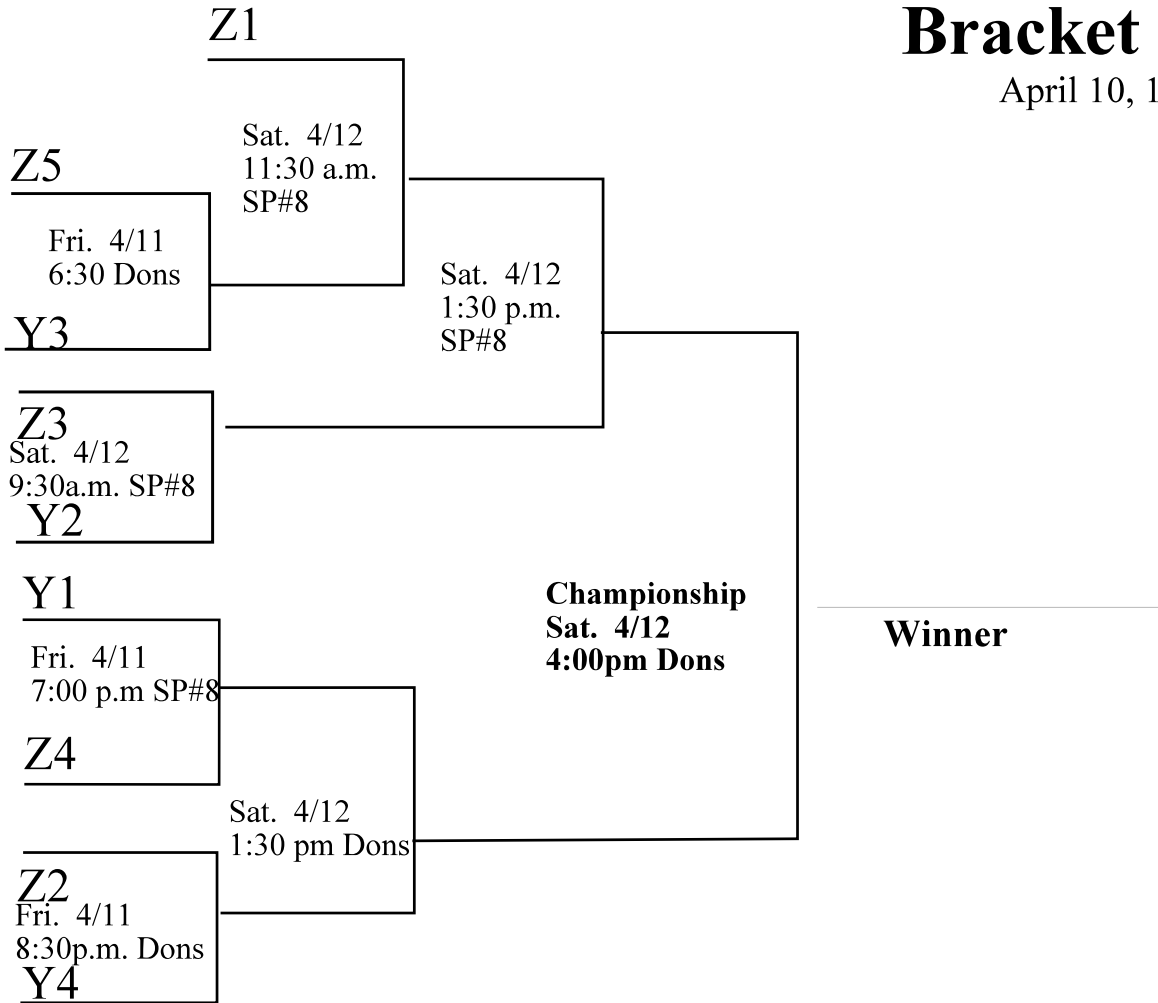 Z1
Bracket
April 10, 1
Sat. 4/12
11:30 a.m.
SP#8
Z5
Fri. 4/11
6:30 Dons
Y3
Sat. 4/12
1:30 p.m.
SP#8
Z3
Sat. 4/12
9:30a.m. SP#8
Y2
Y1
Fri. 4/11
7:00 p.m SP#8
Z4
Championship
Sat. 4/12
4:00pm Dons
Winner
Sat. 4/12
1:30 pm Dons
Z2
Fri. 4/11
8:30p.m. Dons
Y4